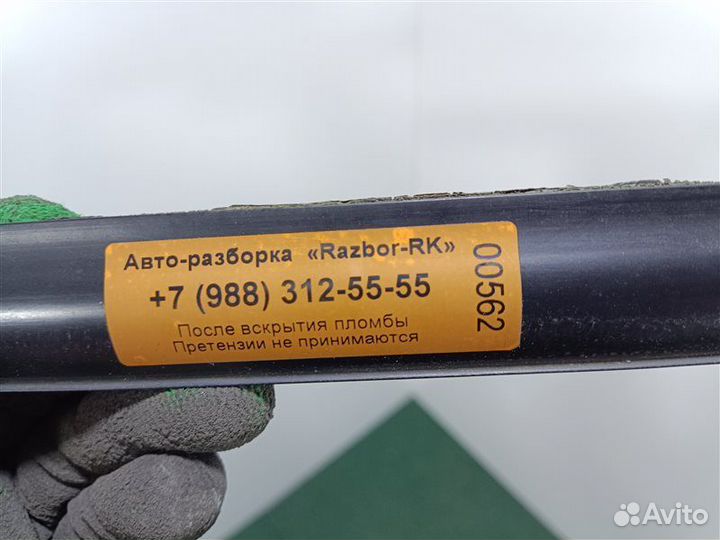 Авто-разборка «Razbor-RK»
+7 (988) 312-55-55
После вскрытия пломбы
Претензии не принимаются
00562
Avito